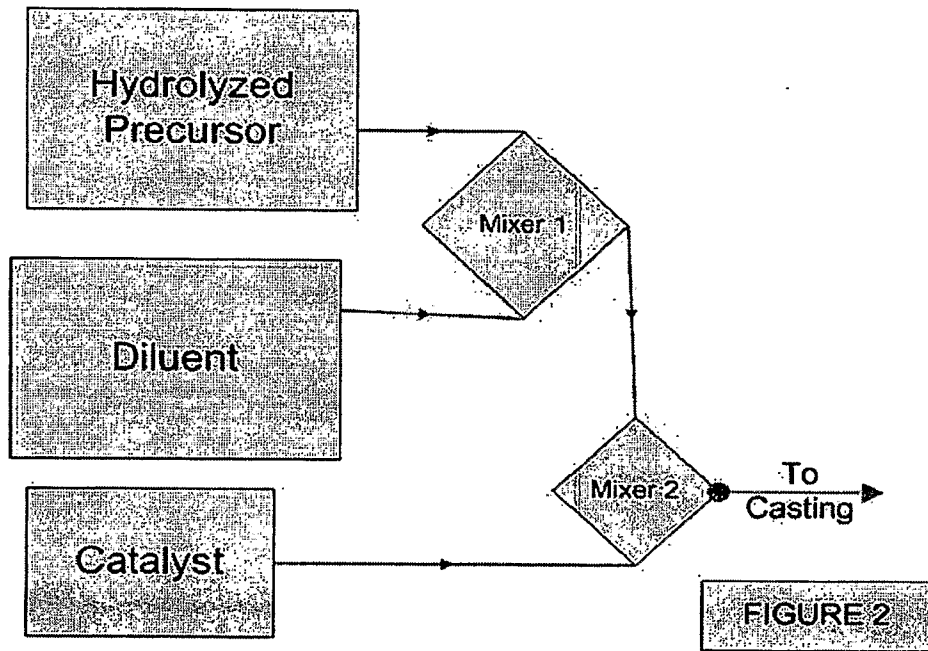 Hydrolyzed
Precursor
Mixer 1
Diluent
Mixer 2
To
Casting
Catalyst
FIGURE 2